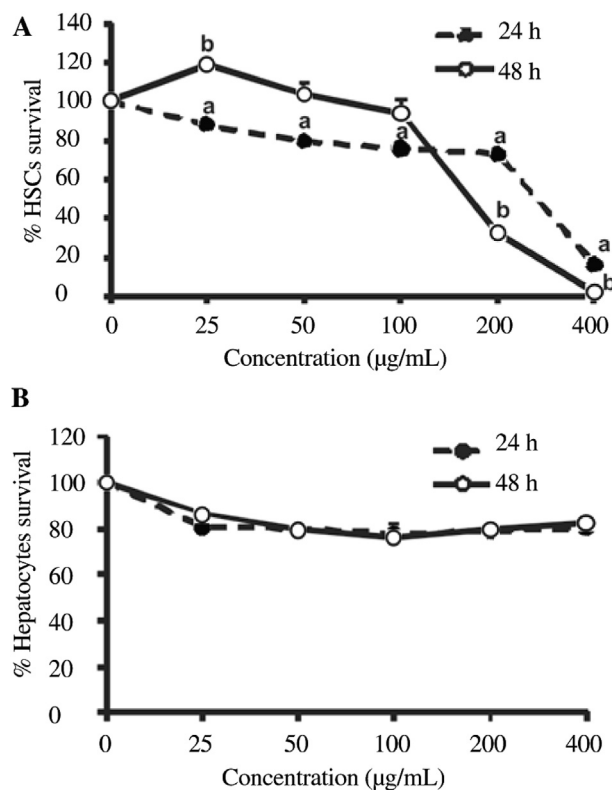 A
140
120
100
80
60
40
20
0
% HSCs survival
24 h
48 h
b
a
a
a
a
b
a
b
0 25 50 100 200 400
Concentration (µg/mL)
B
120
100
80
60
40
20
0
% Hepatocytes survival
24 h
48 h
0 25 50 100 200 400
Concentration (µg/mL)